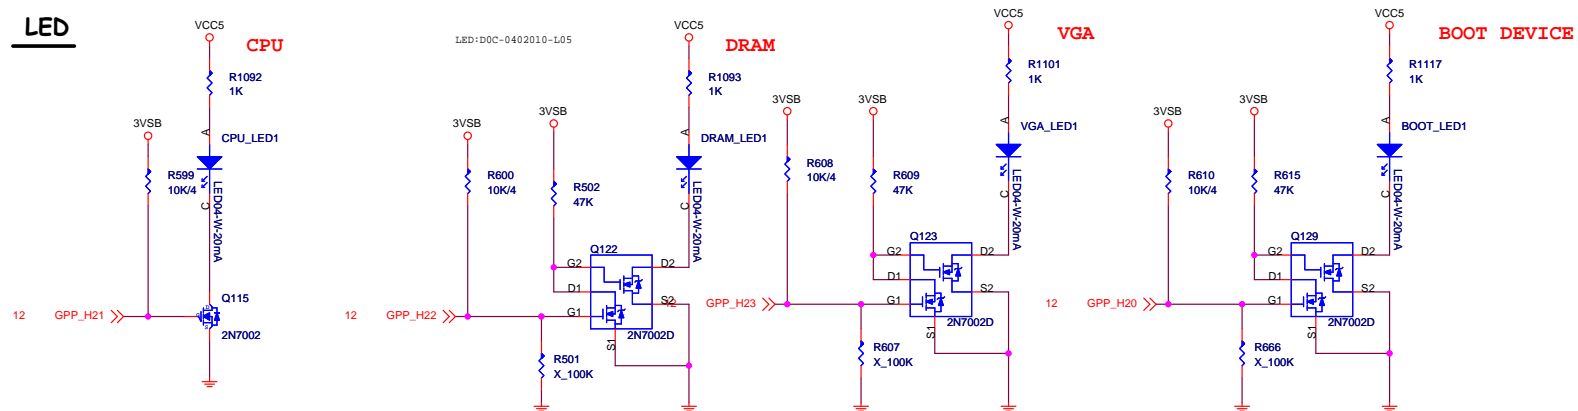 LED
VCC5
CPU
R1092
1K
3VSB
A
CPU_LED1
R599
10K/4
C
LED04-W-20mA
Q115
12
GPP_H21
2N7002
LED:D0C-0402010-L05
VCC5
DRAM
R1093
1K
3VSB
3VSB
A
DRAM_LED1
R600
10K/4
R502
47K
C
LED04-W-20mA
Q122
G2
D2
D1
S2
G1
12
GPP_H22
S1
2N7002D
R501
X_100K
VCC5
VGA
R1101
1K
3VSB
3VSB
A
VGA_LED1
R608
10K/4
R609
47K
C
LED04-W-20mA
Q123
G2
D2
D1
S2
12
GPP_H23
G1
S1
2N7002D
R607
X_100K
VCC5
BOOT DEVICE
R1117
1K
3VSB
3VSB
A
BOOT_LED1
R610
10K/4
R615
47K
C
LED04-W-20mA
Q129
G2
D2
D1
S2
12
GPP_H20
G1
S1
2N7002D
R666
X_100K